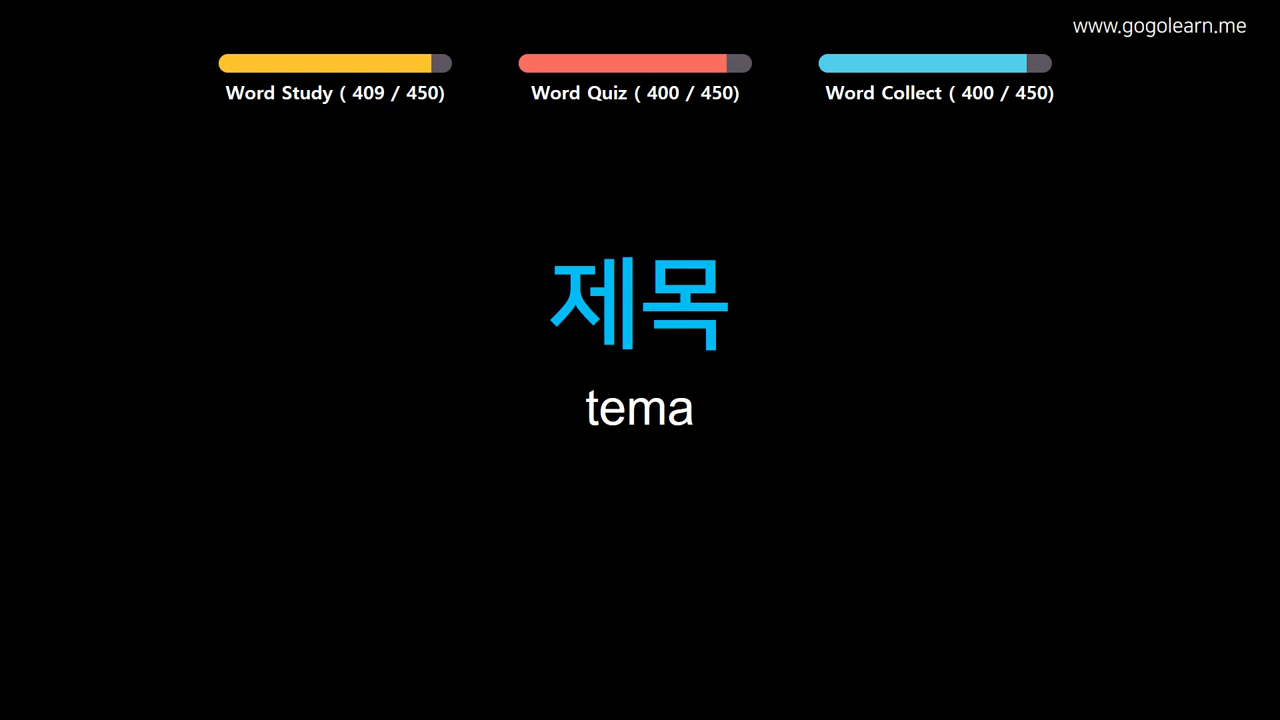 www.gogolearn.me
Word Study ( 409 / 450)
Word Quiz ( 400 / 450)
Word Collect ( 400 / 450)
제목
tema